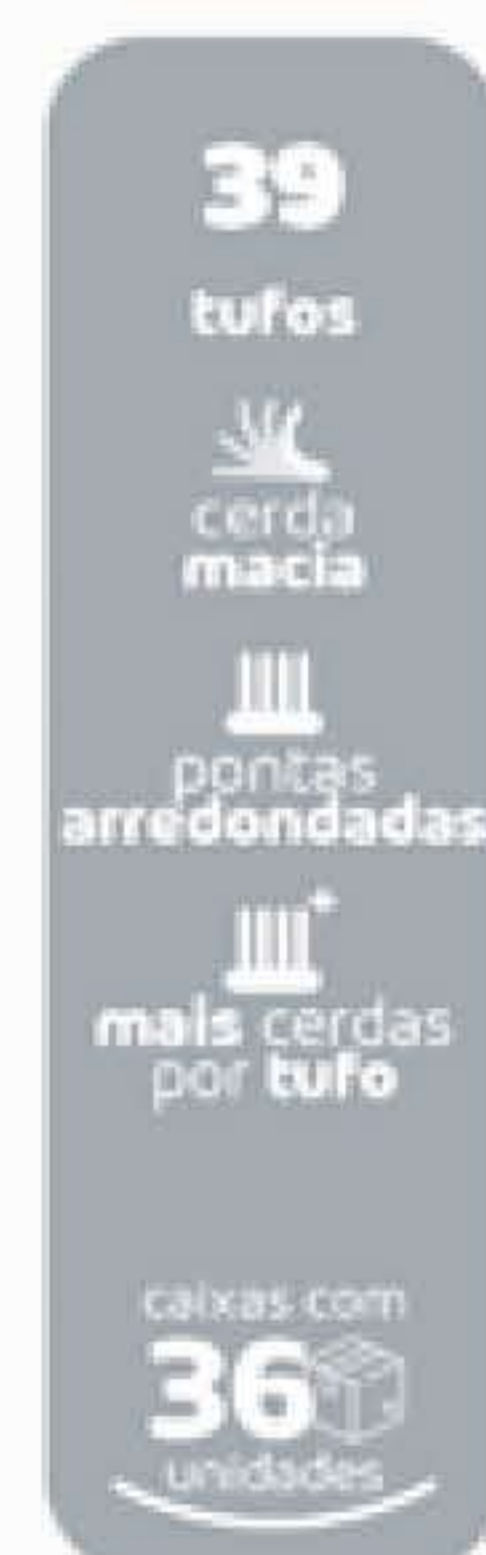 39
tufos
cerda
macia
pontas
arredondadas
mais cerdas
por tufo
caixas com
36
unidades